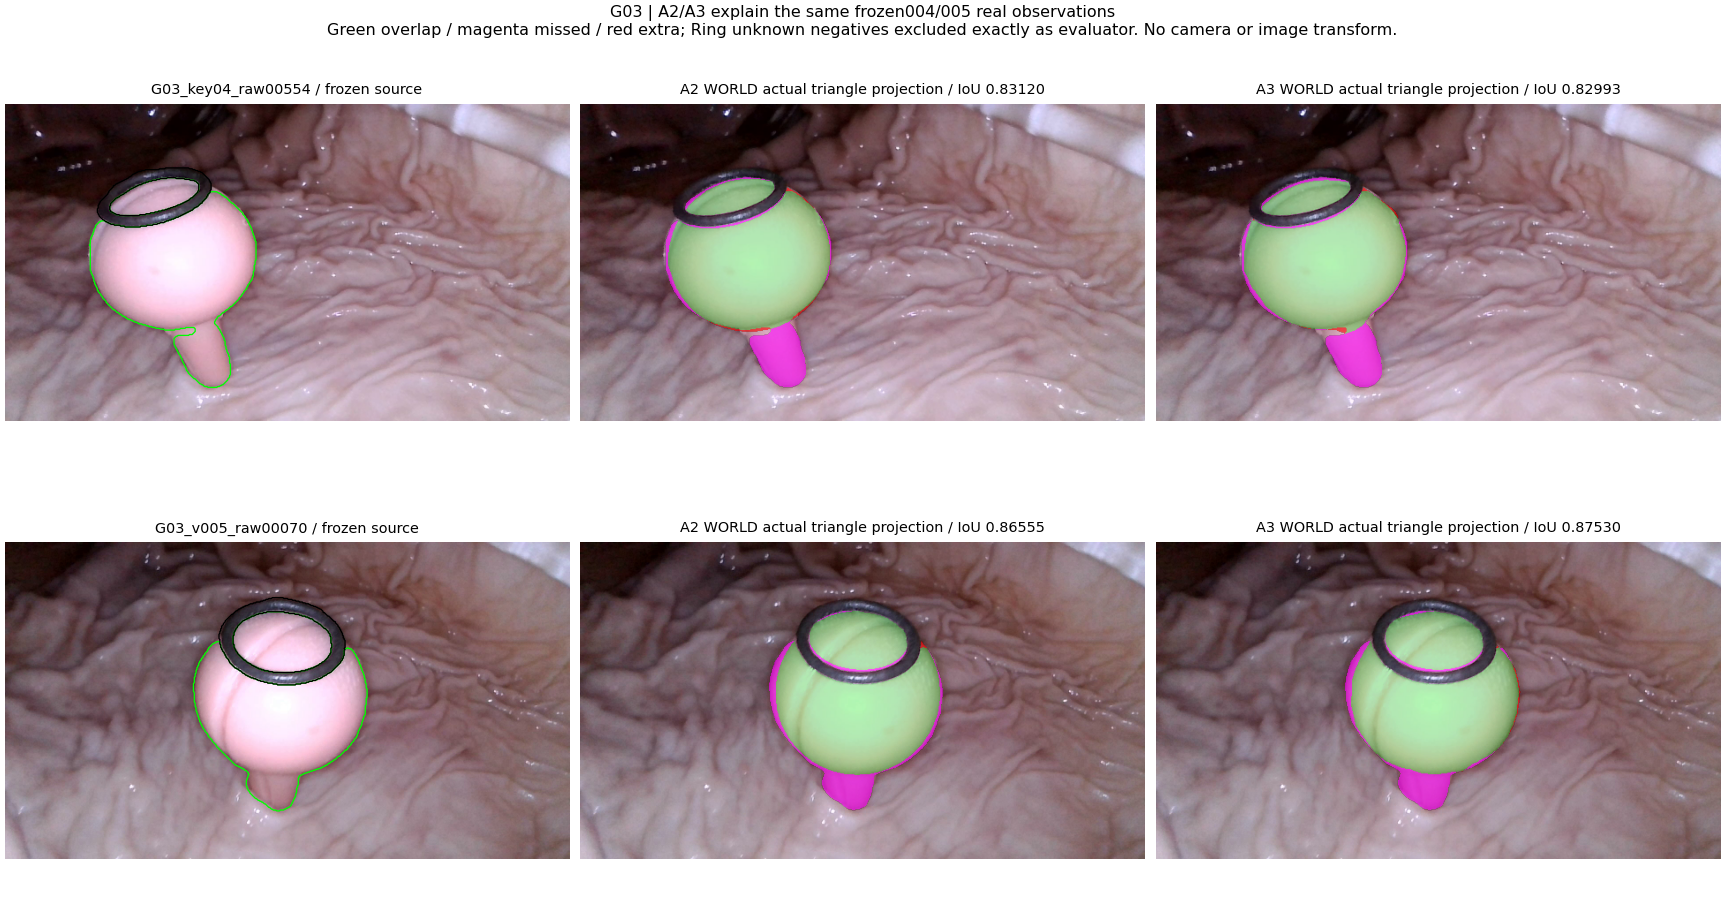 G03 | A2/A3 explain the same frozen004/005 real observations
Green overlap / magenta missed / red extra; Ring unknown negatives excluded exactly as evaluator. No camera or image transform.
G03_key04_raw00554 / frozen source
A2 WORLD actual triangle projection / IoU 0.83120
A3 WORLD actual triangle projection / IoU 0.82993
G03_v005_raw00070 / frozen source
A2 WORLD actual triangle projection / IoU 0.86555
A3 WORLD actual triangle projection / IoU 0.87530